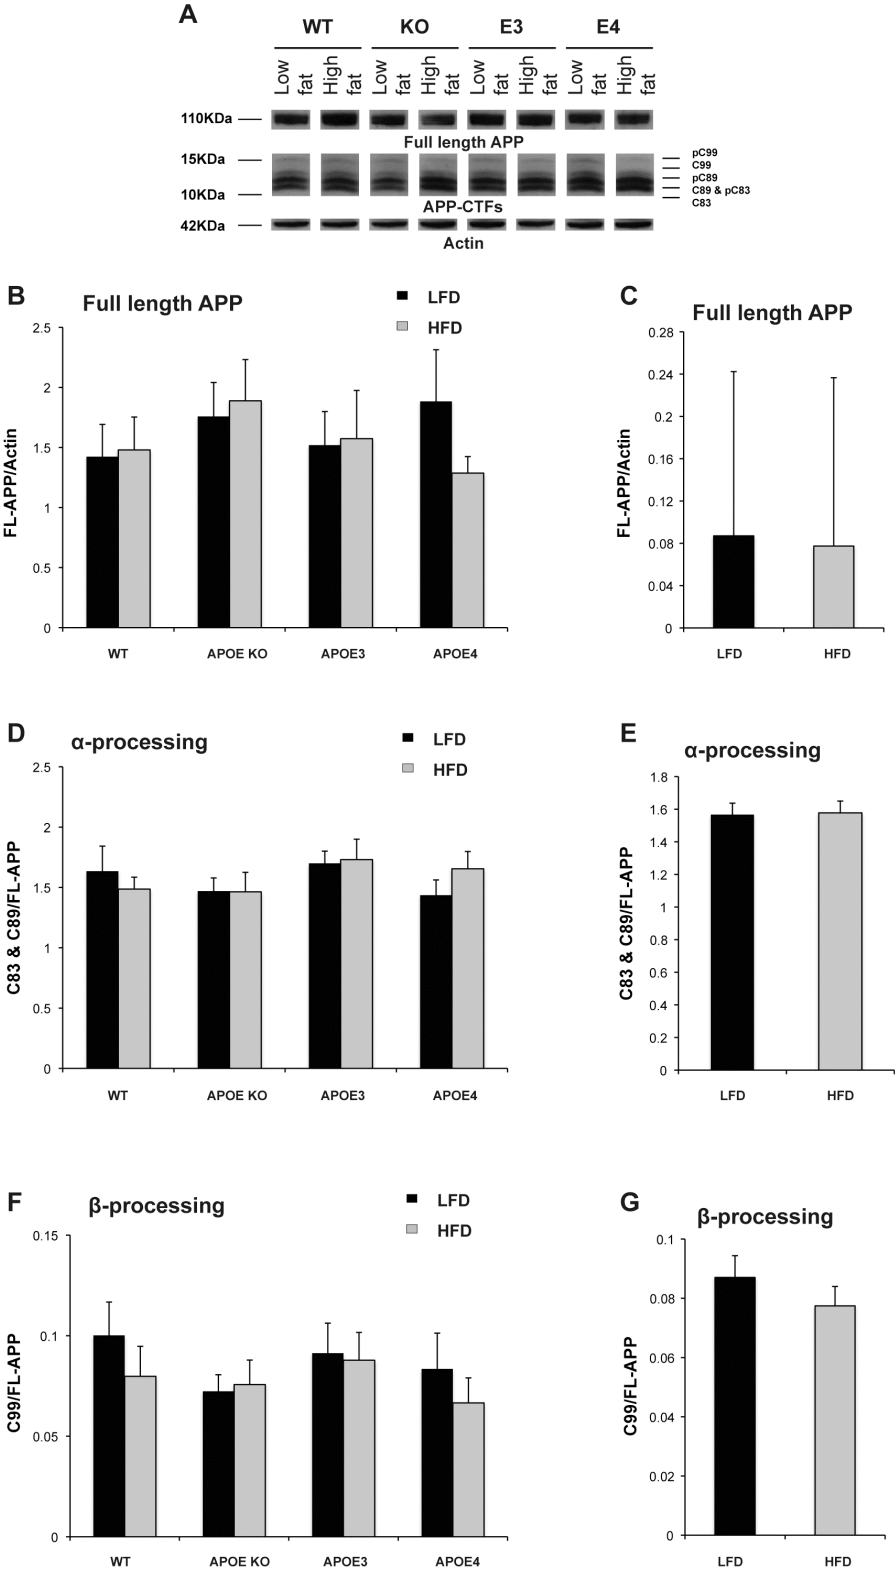 A
WT KO E3 E4
Low fat High fat Low fat High fat Low fat High fat Low fat High fat
110KDa
Full length APP
15KDa
pC99
C99
pC89
C89 & pC83
C83
10KDa
APP-CTFs
42KDa
Actin
B
Full length APP
LFD
HFD
2.5
2
1.5
1
0.5
0
FL-APP/Actin
WT APOE KO APOE3 APOE4
C
Full length APP
0.28
0.24
0.2
0.16
0.12
0.08
0.04
0
FL-APP/Actin
LFD HFD
D
α-processing
LFD
HFD
2.5
2
1.5
1
0.5
0
C83 & C89/FL-APP
WT APOE KO APOE3 APOE4
E
α-processing
1.8
1.6
1.4
1.2
1
0.8
0.6
0.4
0.2
0
C83 & C89/FL-APP
LFD HFD
F
β-processing
LFD
HFD
0.15
0.1
0.05
0
C99/FL-APP
WT APOE KO APOE3 APOE4
G
β-processing
0.1
0.08
0.06
0.04
0.02
0
C99/FL-APP
LFD HFD